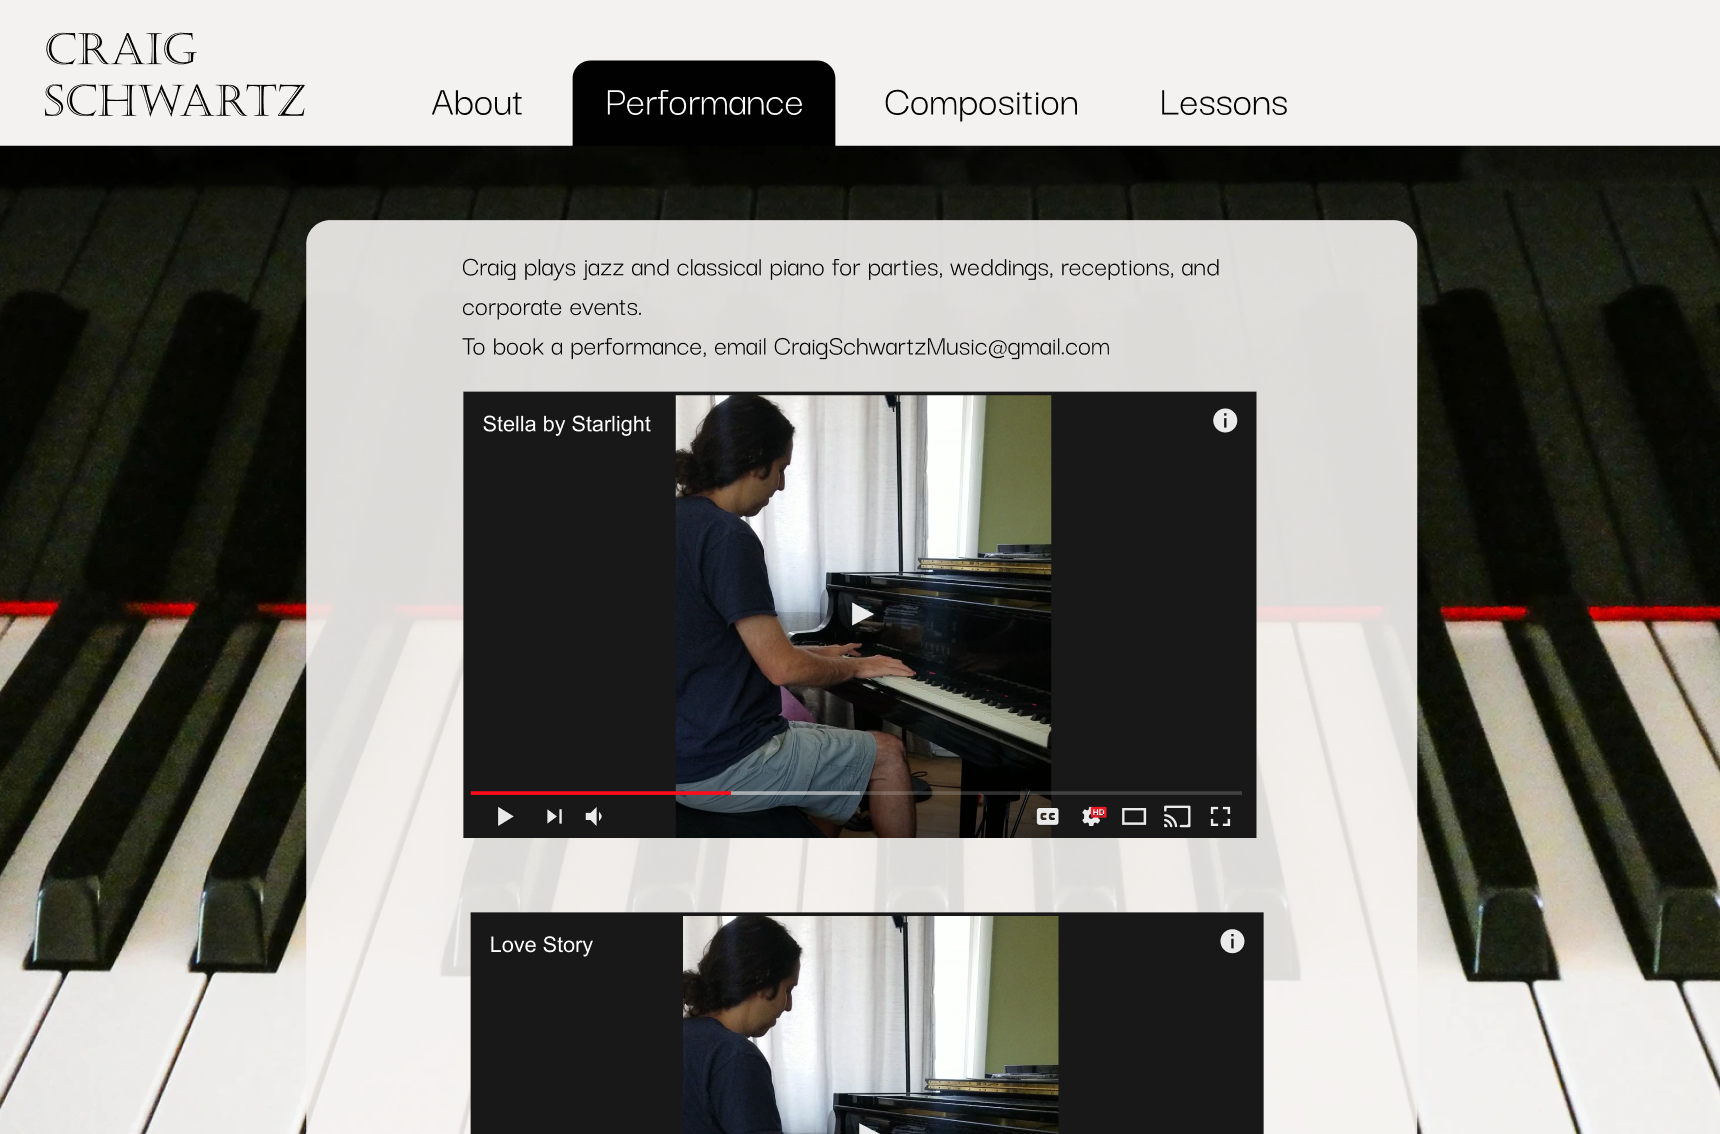 CRAIG
SCHWARTZ
About
Performance
Composition
Lessons
Craig plays jazz and classical piano for parties, weddings, receptions, and
corporate events.
To book a performance, email CraigSchwartzMusic@gmail.com
Stella by Starlight
CC
HD
Love Story